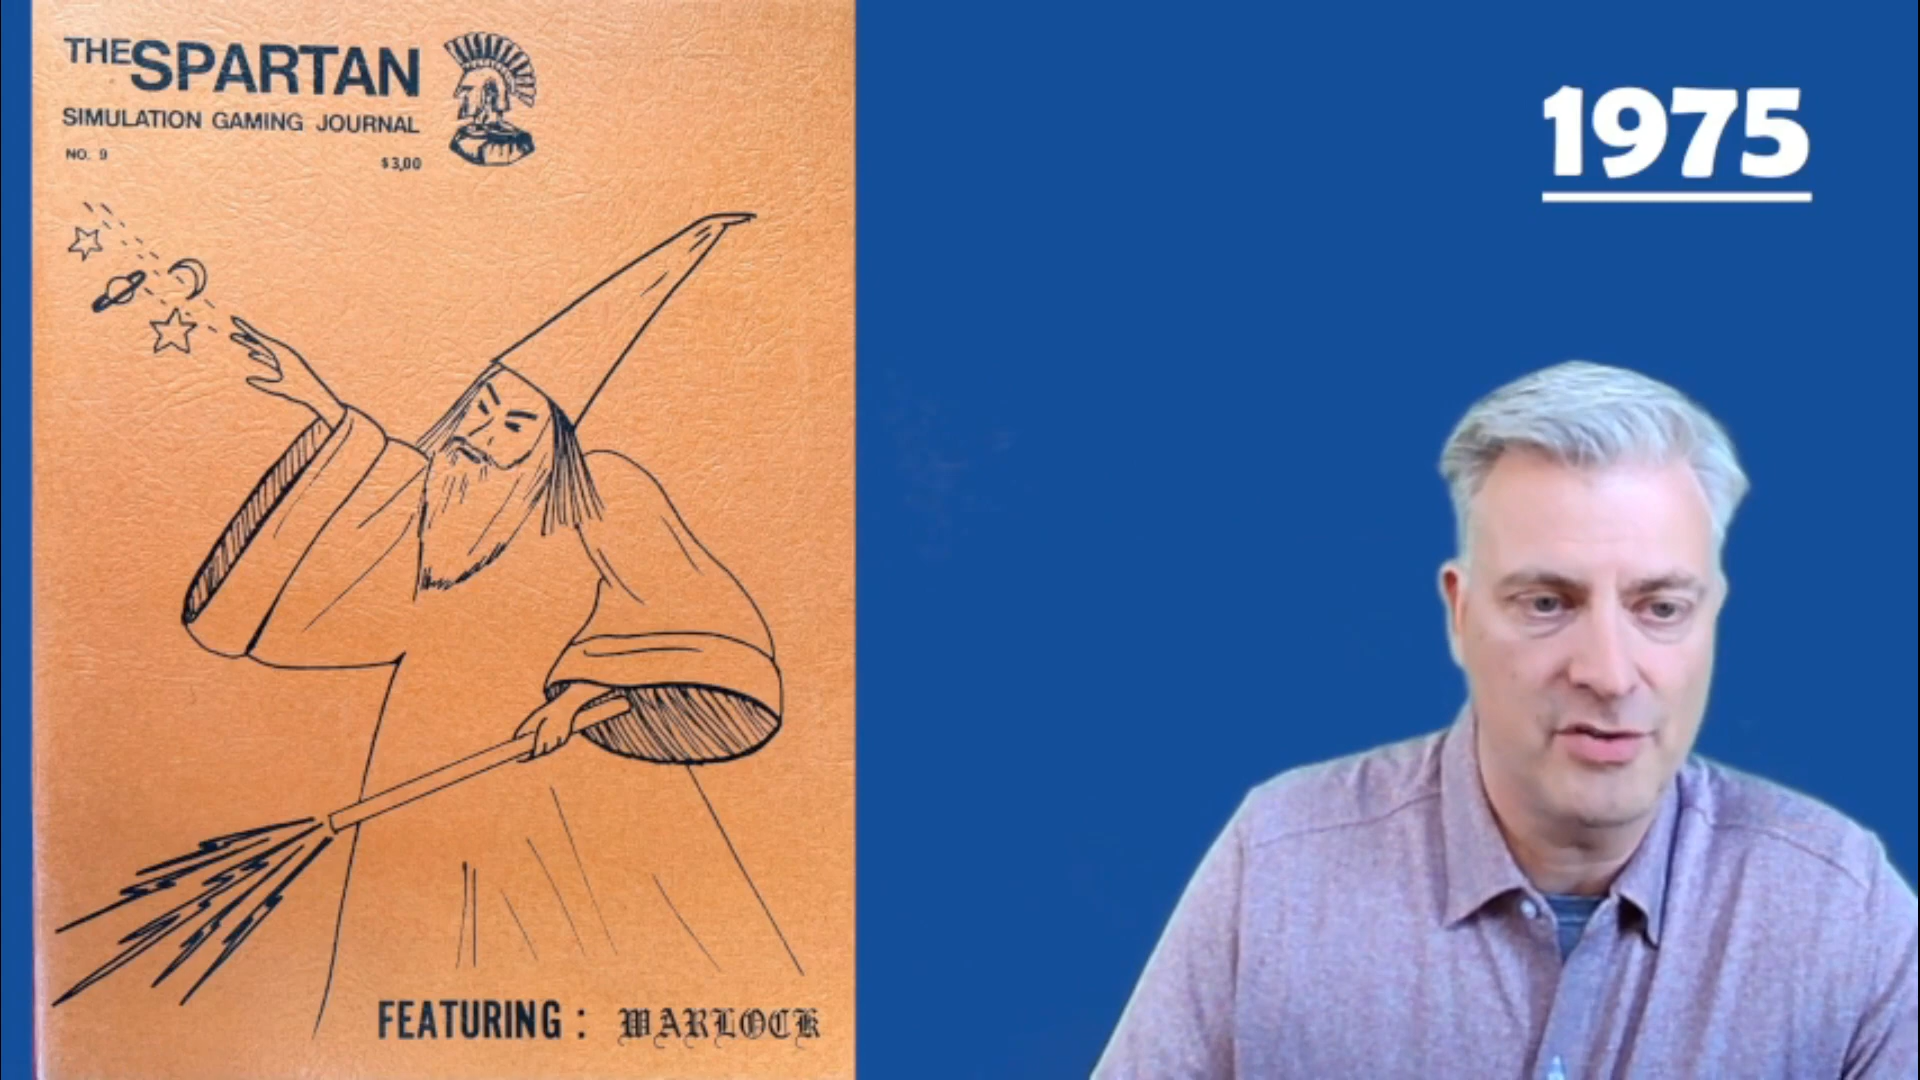 THE SPARTAN
SIMULATION GAMING JOURNAL
NO. 9
$3,00
1975
FEATURING : WARLOCK